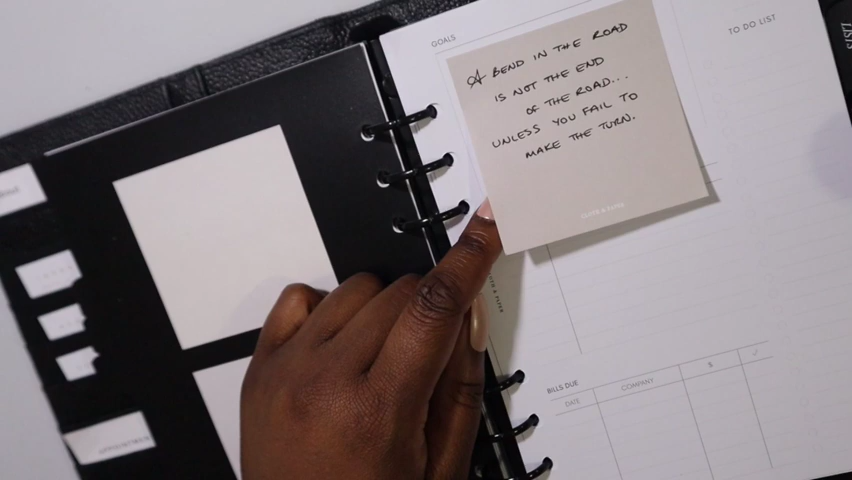 GOALS
TO DO LIST
LISTS
A BEND IN THE ROAD
IS NOT THE END
OF THE ROAD...
UNLESS YOU FAIL TO
MAKE THE TURN.
BILLS DUE
DATE
COMPANY
$